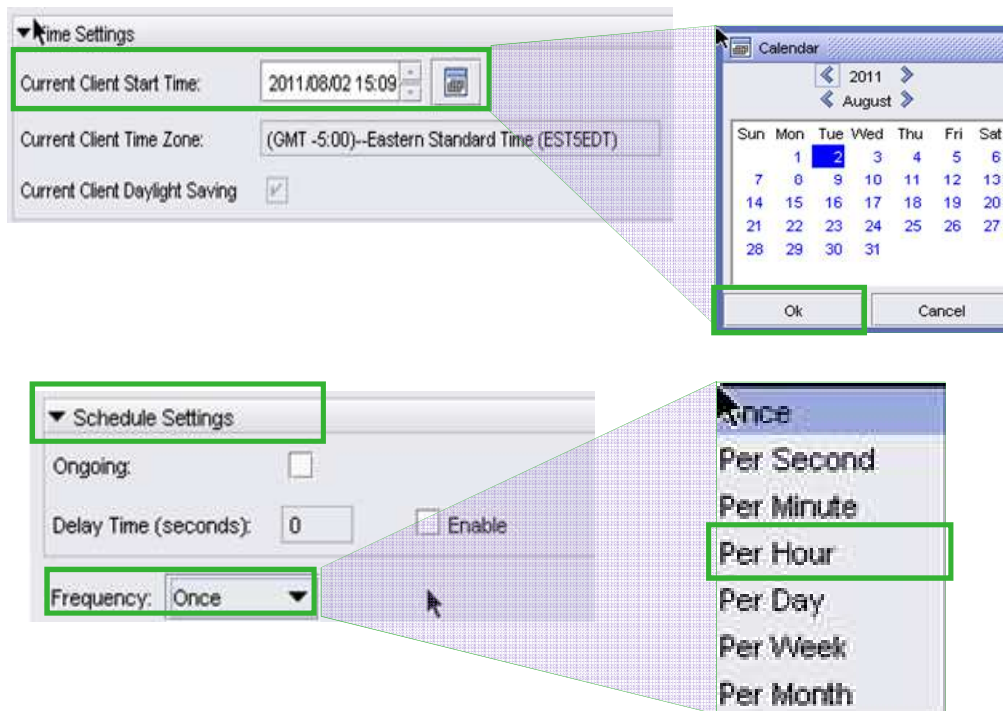 Time Settings
Current Client Start Time: 2011/08/02 15:09
Current Client Time Zone: (GMT -5:00)--Eastern Standard Time (EST5EDT)
Current Client Daylight Saving
Calendar
2011
August
Sun Mon Tue Wed Thu Fri Sat
1 2 3 4 5 6
7 8 9 10 11 12 13
14 15 16 17 18 19 20
21 22 23 24 25 26 27
28 29 30 31
Ok Cancel
Schedule Settings
Ongoing:
Delay Time (seconds): 0 Enable
Frequency: Once
Once
Per Second
Per Minute
Per Hour
Per Day
Per Week
Per Month